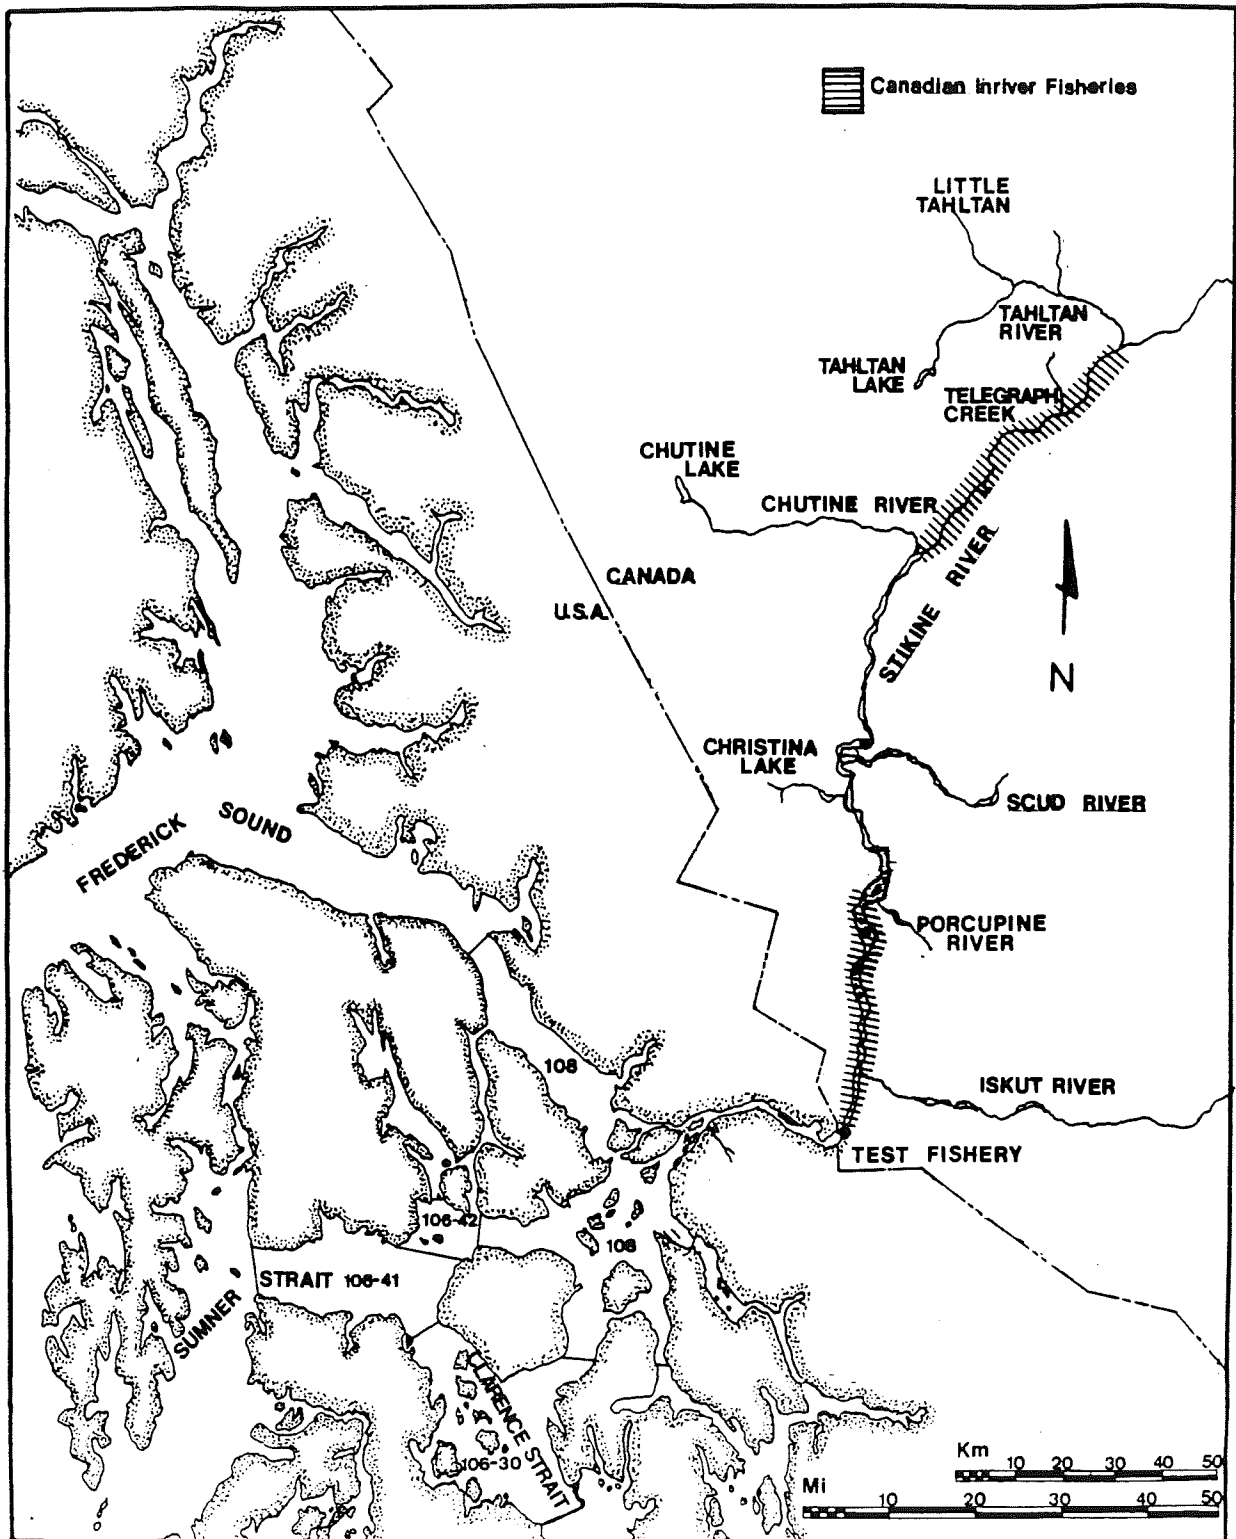 Canadian Inriver Fisheries
LITTLE
TAHLTAN
TAHLTAN
RIVER
TAHLTAN
LAKE
TELEGRAPH
CREEK
CHUTINE
LAKE
CHUTINE RIVER
CANADA
U.S.A.
STIKINE RIVER
N
CHRISTINA
LAKE
SCUD RIVER
FREDERICK SOUND
PORCUPINE
RIVER
108
ISKUT RIVER
TEST FISHERY
106-42
108
SUMNER STRAIT 106-41
CLARENCE STRAIT
106-30
Km
10 20 30 40 50
Mi
10 20 30 40 50